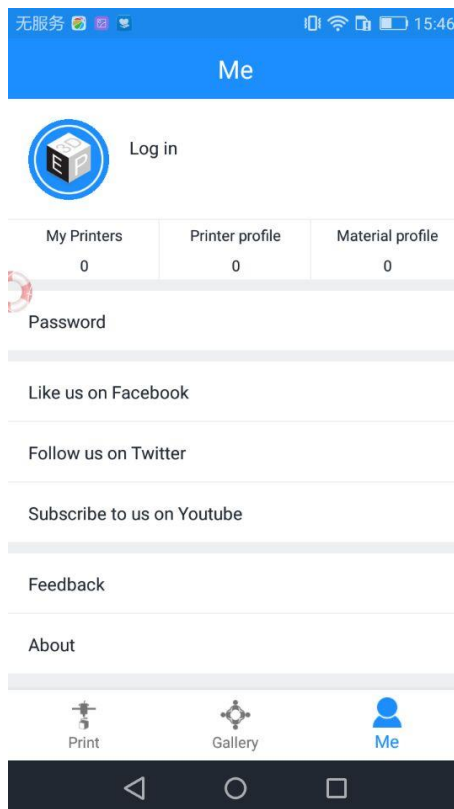 无服务 15:46
Me
3D
E P
Log in
My Printers Printer profile Material profile
0 0 0
Password
Like us on Facebook
Follow us on Twitter
Subscribe to us on Youtube
Feedback
About
Print Gallery Me